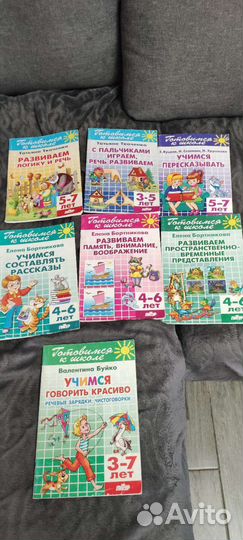 Готовимся к школе
Татьяна Ткаченко
РАЗВИВАЕМ
ЛОГИКУ И РЕЧЬ
5-7
лет
Готовимся
к школе
Татьяна Ткаченко
С ПАЛЬЧИКАМИ
ИГРАЕМ,
РЕЧЬ РАЗВИВАЕМ
3-5
лет
Готовимся
к школе
УЧИМСЯ
ПЕРЕСКАЗЫВАТЬ
5-7
лет
Готовимся
к школе
Елена Бортникова
УЧИМСЯ
СОСТАВЛЯТЬ
РАССКАЗЫ
4-6
лет
Готовимся
к школе
Елена Бортникова
РАЗВИВАЕМ
ПАМЯТЬ, ВНИМАНИЕ,
ВООБРАЖЕНИЕ
4-6
лет
Готовимся
к школе
Елена Бортникова
РАЗВИВАЕМ
ПРОСТРАНСТВЕННО-
ВРЕМЕННЫЕ
ПРЕДСТАВЛЕНИЯ
4-6
лет
Готовимся
к школе
Валентина Буйко
УЧИМСЯ
ГОВОРИТЬ КРАСИВО
РЕЧЕВЫЕ ЗАРЯДКИ, ЧИСТОГОВОРКИ
3-7
лет
Avito